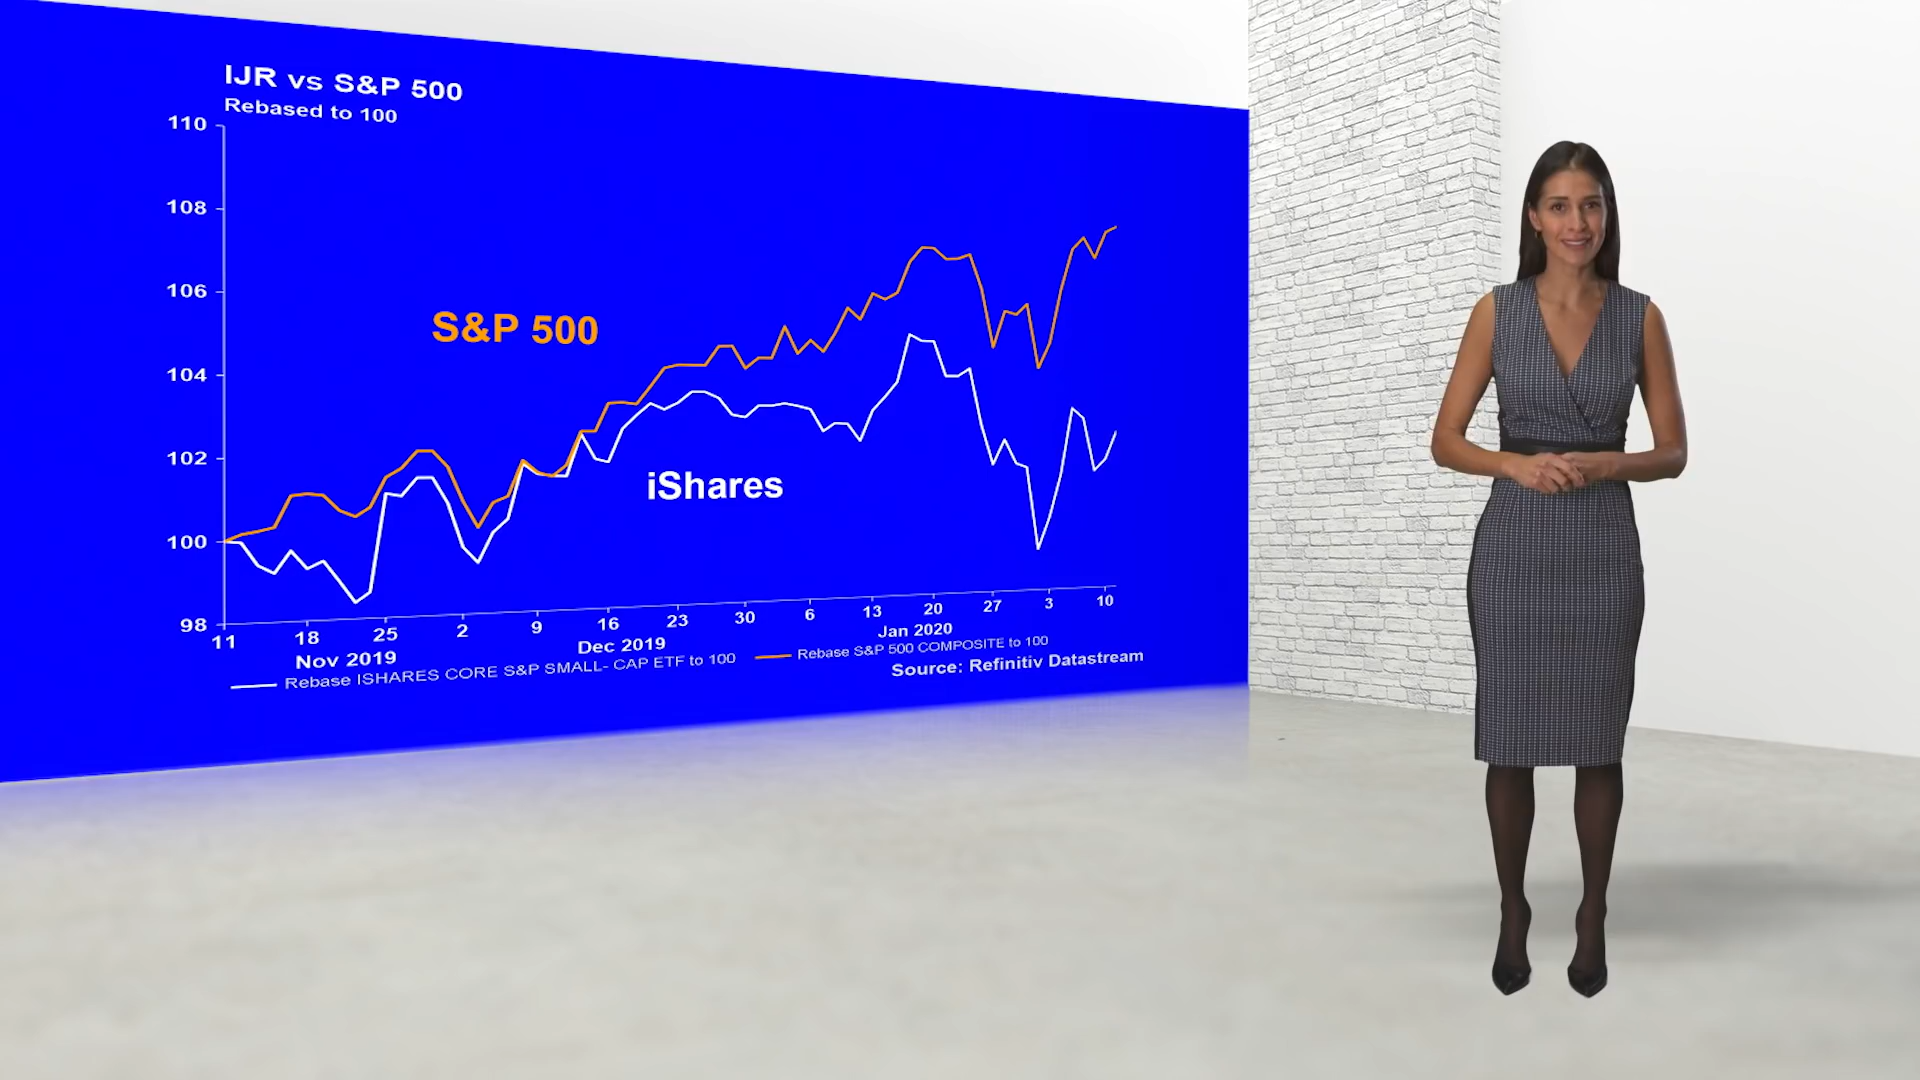 IJR vs S&P 500
Rebased to 100
110
108
106
104
102
100
98
S&P 500
iShares
11 18 25 2 9 16 23 30 6 13 20 27 3 10
Nov 2019 Dec 2019 Jan 2020
Rebase ISHARES CORE S&P SMALL- CAP ETF to 100 Rebase S&P 500 COMPOSITE to 100
Source: Refinitiv Datastream